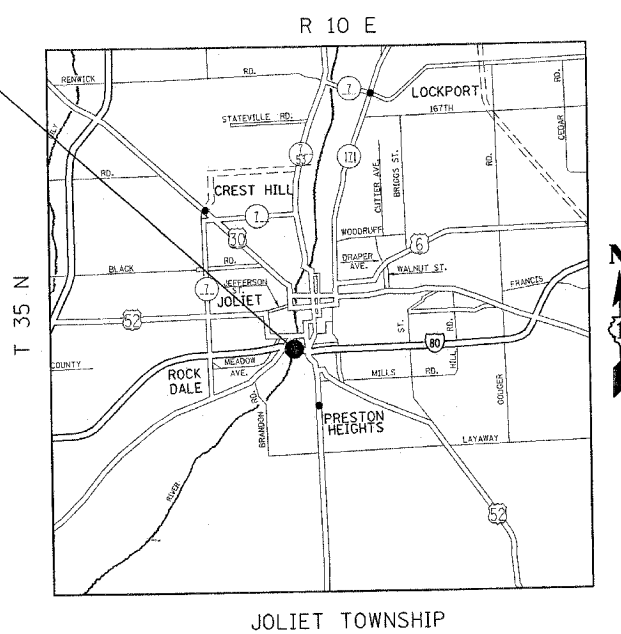 R 10 E
RENWICK
RD.
7
LOCKPORT
167TH
STATEVILLE RD.
CEDAR
RD.
53
171
CUTTER AVE.
BRIGGS ST.
RD.
RD.
CREST HILL
7
30
WOODRUFF
6
DRAPER
AVE.
WALNUT ST.
BLACK
RD.
7
JEFFERSON
ST.
JOLIET
FRANCIS
T 35 N
52
ST.
RD.
HILL
80
COUNTY
MEADOW
AVE.
ROCK
DALE
MILLS RD.
GOUGER
BRANDON
RD.
PRESTON
HEIGHTS
LAYAWAY
RIVER
52
N
JOLIET TOWNSHIP